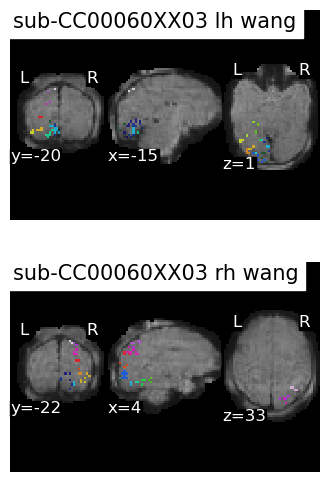 sub-CC00060XX03 lh wang
L R L R
y=-20 x=-15 z=1
sub-CC00060XX03 rh wang
L R L R
y=-22 x=4 z=33